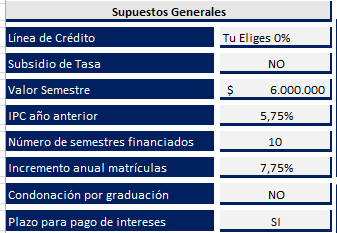 Supuestos Generales
Línea de Crédito Tu Eliges 0%
Subsidio de Tasa NO
Valor Semestre $ 6.000.000
IPC año anterior 5,75%
Número de semestres financiados 10
Incremento anual matrículas 7,75%
Condonación por graduación NO
Plazo para pago de intereses SI